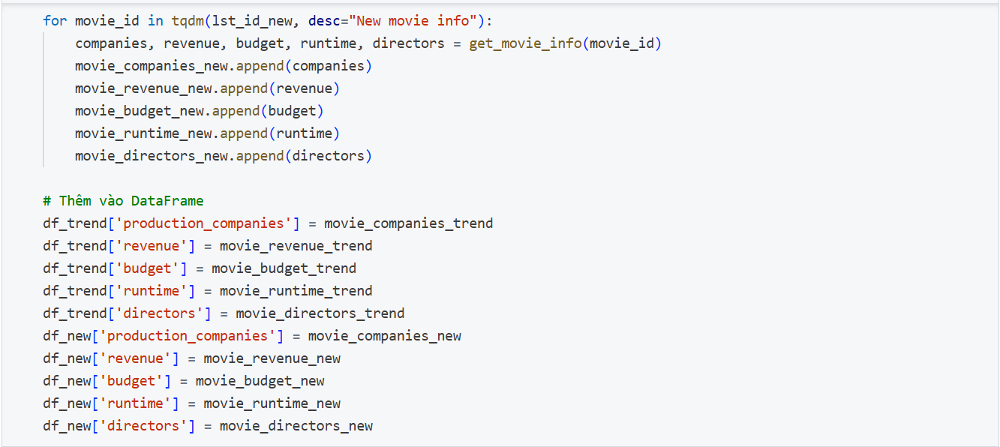 for movie_id in tqdm(lst_id_new, desc="New movie info"):
    companies, revenue, budget, runtime, directors = get_movie_info(movie_id)
    movie_companies_new.append(companies)
    movie_revenue_new.append(revenue)
    movie_budget_new.append(budget)
    movie_runtime_new.append(runtime)
    movie_directors_new.append(directors)

# Thêm vào DataFrame
df_trend['production_companies'] = movie_companies_trend
df_trend['revenue'] = movie_revenue_trend
df_trend['budget'] = movie_budget_trend
df_trend['runtime'] = movie_runtime_trend
df_trend['directors'] = movie_directors_trend
df_new['production_companies'] = movie_companies_new
df_new['revenue'] = movie_revenue_new
df_new['budget'] = movie_budget_new
df_new['runtime'] = movie_runtime_new
df_new['directors'] = movie_directors_new